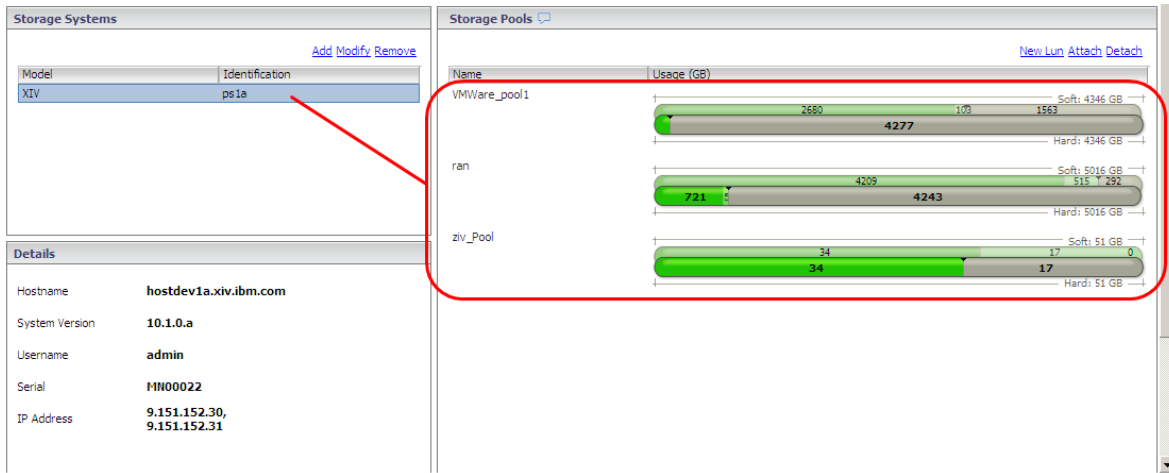 Storage Systems
Add Modify Remove
Model Identification
XIV ps1a
Details
Hostname hostdev1a.xiv.ibm.com
System Version 10.1.0.a
Username admin
Serial MN00022
IP Address 9.151.152.30,
9.151.152.31
Storage Pools
New Lun Attach Detach
Name Usage (GB)
VMWare_pool1
Soft: 4346 GB
2680 103 1563
4277
Hard: 4346 GB
ran
Soft: 5016 GB
4209 515 292
721 5 4243
Hard: 5016 GB
ziv_Pool
Soft: 51 GB
34 17 0
34 17
Hard: 51 GB